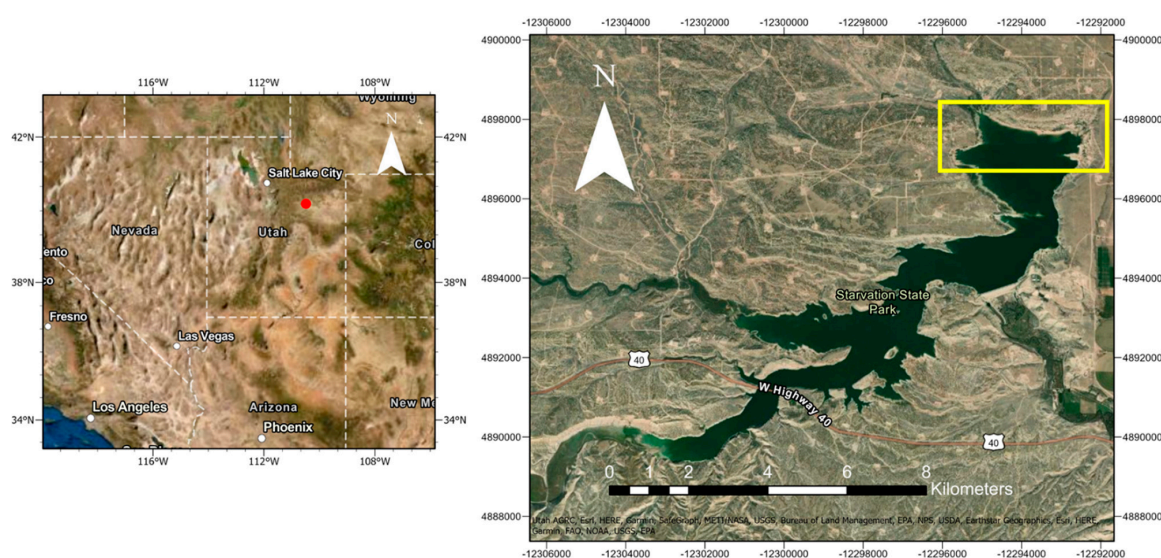 116°W 112°W 108°W
Wyoming
N
42°N 42°N
Salt Lake City
Nevada
Utah
Col
ento
38°N 38°N
co
Fresno
Las Vegas
Los Angeles
Arizona
New Me
34°N 34°N
Phoenix
116°W 112°W 108°W
-12306000 -12304000 -12302000 -12300000 -12298000 -12296000 -12294000 -12292000
4900000 4900000
N
4898000 4898000
4896000 4896000
4894000 4894000
Starvation State
Park
4892000 4892000
40
W Highway 40
4890000 4890000
40
0 1 2 4 6 8
Kilometers
4888000 4888000
Utah AGRC, Esri, HERE, Garmin, SafeGraph, METI/NASA, USGS, Bureau of Land Management, EPA, NPS, USDA, Earthstar Geographics, Esri, HERE,
Garmin, FAO, NOAA, USGS, EPA
-12306000 -12304000 -12302000 -12300000 -12298000 -12296000 -12294000 -12292000